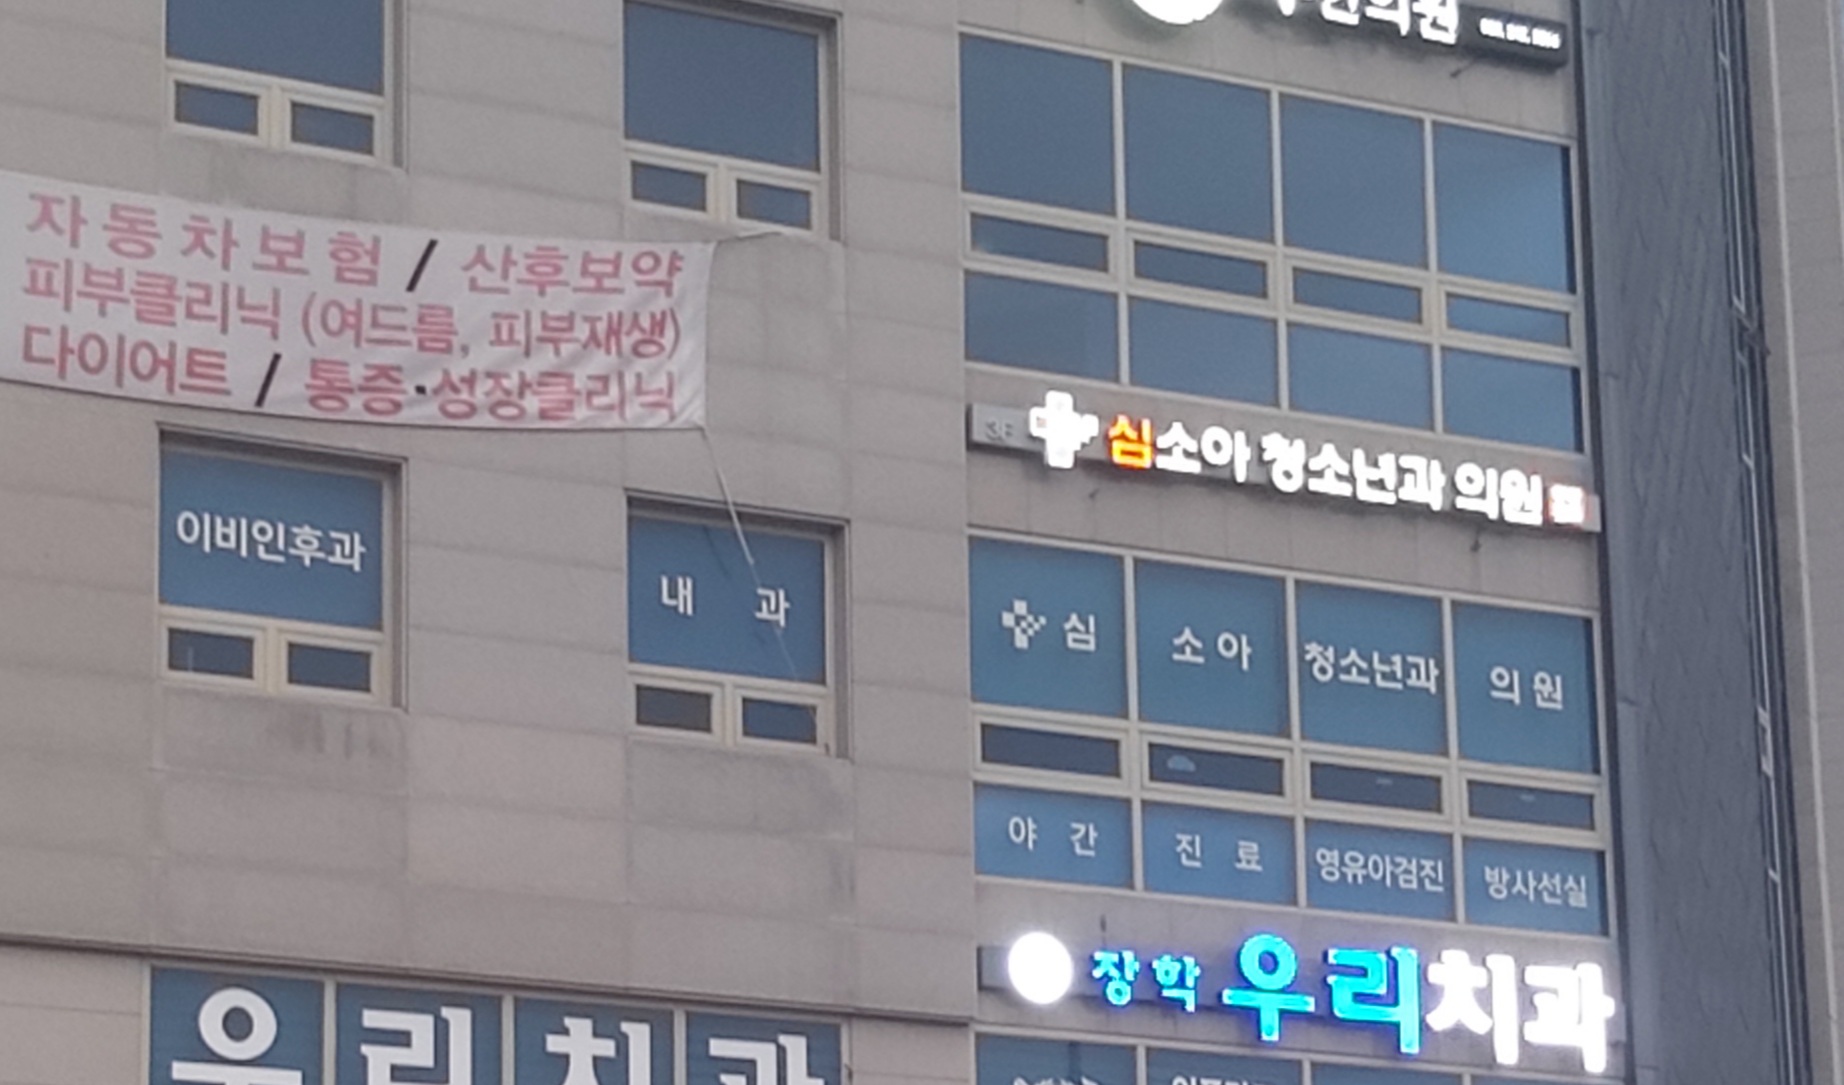 한의원
자동차보험 / 산후보약
피부클리닉 (여드름, 피부재생)
다이어트 / 통증·성장클리닉
3F 심소아 청소년과 의원
이비인후과
내 과
심 소 아 청소년과 의 원
야 간 진 료 영유아검진 방사선실
장학 우리치과
우리치과